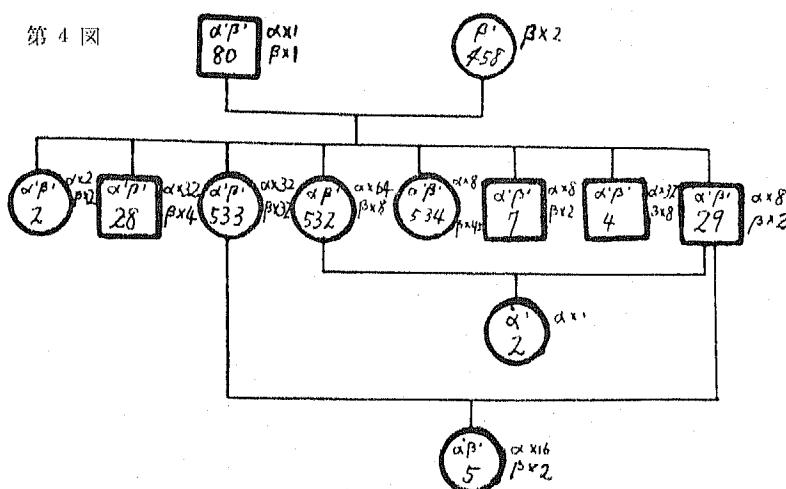 第 4 図
α'β'
80
α×1
β×1
β'
458
β×2
α'β'
2
α×2
β×2
α'β'
28
α×32
β×4
α'β'
533
α×32
β×32
α'β'
532
α×64
β×8
α'β'
534
α×8
α'β'
7
α×8
β×2
α'β'
4
α×32
β×8
α'β'
29
α×8
β×2
α'
2
α×1
α'β'
5
α×16
β×2